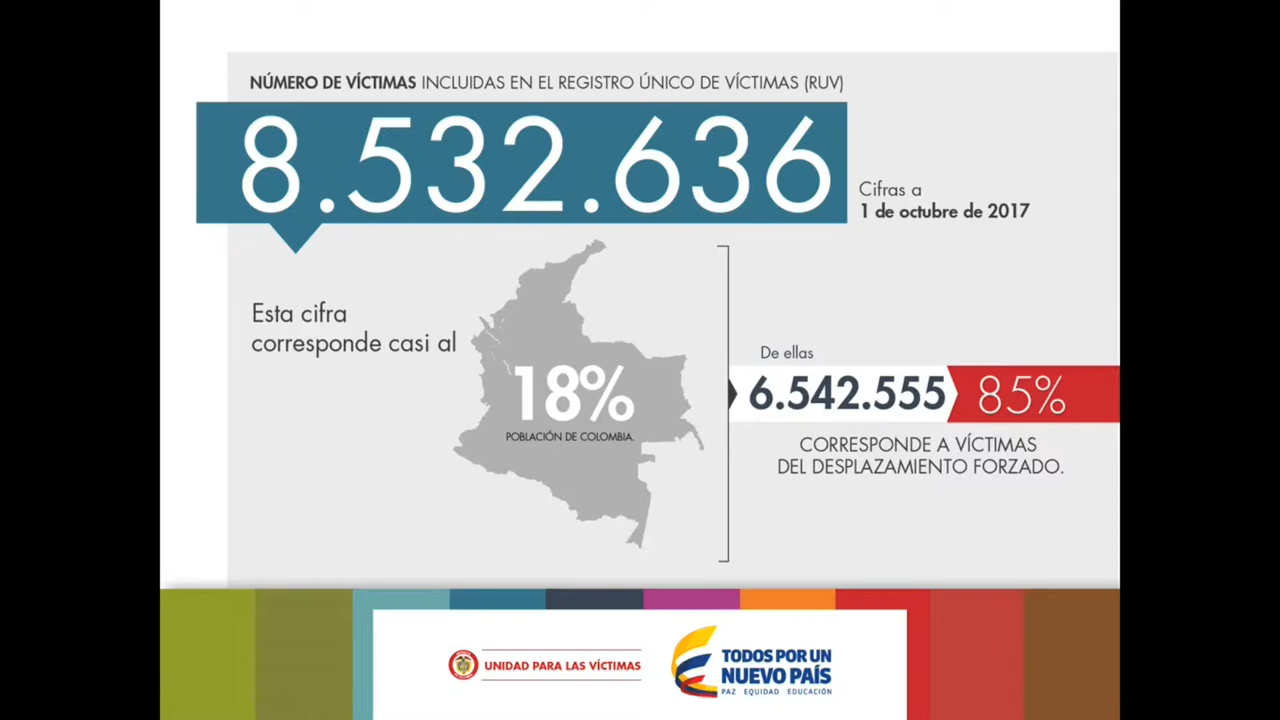 NÚMERO DE VÍCTIMAS INCLUIDAS EN EL REGISTRO ÚNICO DE VÍCTIMAS (RUV)
8.532.636
Cifras a
1 de octubre de 2017
Esta cifra
corresponde casi al
18%
POBLACIÓN DE COLOMBIA.
De ellas
6.542.555 85%
CORRESPONDE A VÍCTIMAS
DEL DESPLAZAMIENTO FORZADO.
UNIDAD PARA LAS VÍCTIMAS
TODOS POR UN
NUEVO PAÍS
PAZ EQUIDAD EDUCACIÓN